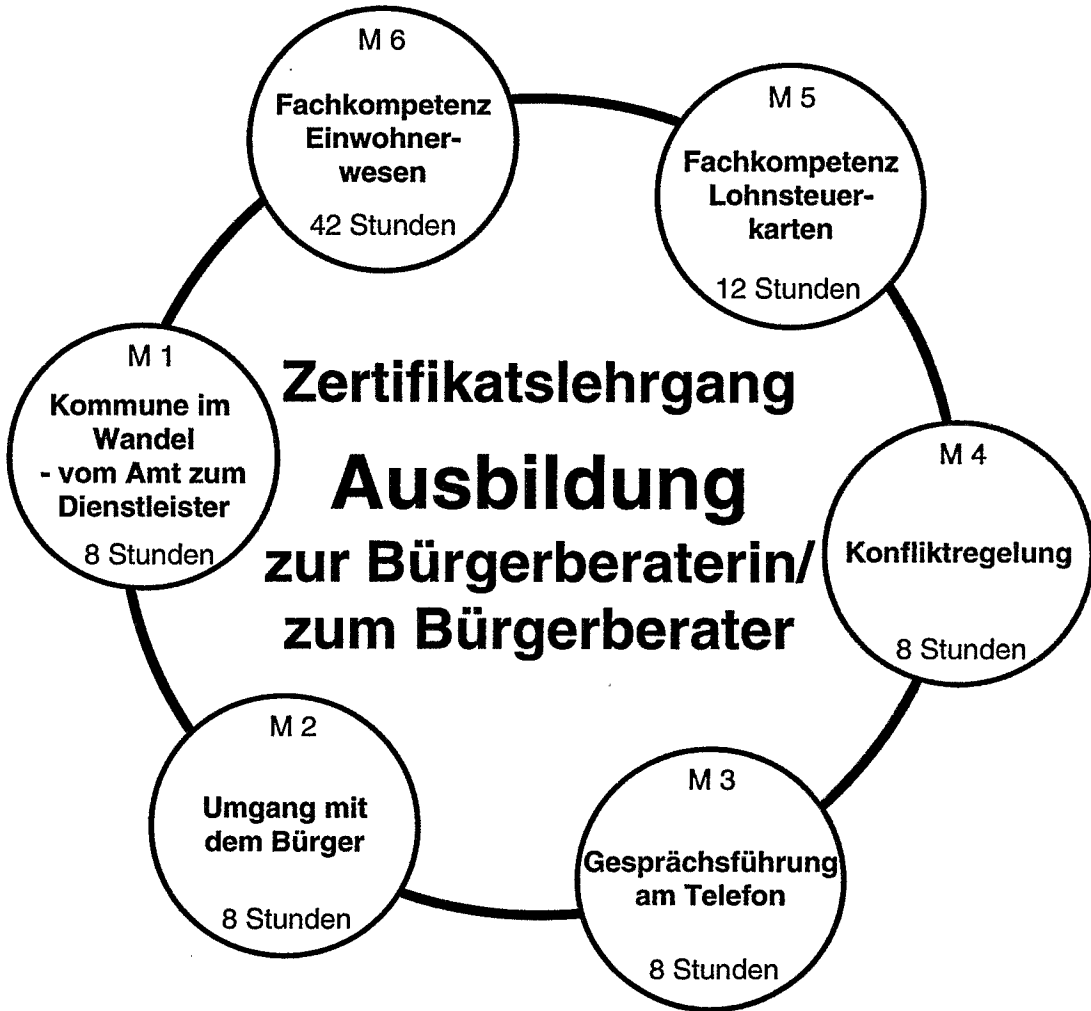 M 6
Fachkompetenz
Einwohner-
wesen
42 Stunden
M 5
Fachkompetenz
Lohnsteuer-
karten
12 Stunden
M 1
Kommune im
Wandel
- vom Amt zum
Dienstleister
8 Stunden
Zertifikatslehrgang
Ausbildung
zur Bürgerberaterin/
zum Bürgerberater
M 4
Konfliktregelung
8 Stunden
M 2
Umgang mit
dem Bürger
8 Stunden
M 3
Gesprächsführung
am Telefon
8 Stunden